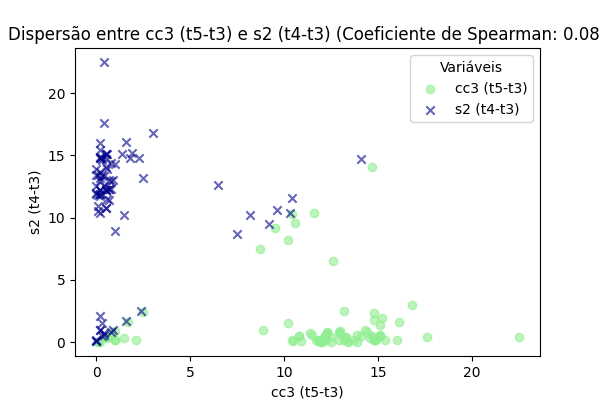 Dispersão entre cc3 (t5-t3) e s2 (t4-t3) (Coeficiente de Spearman: 0.08
Variáveis
cc3 (t5-t3)
s2 (t4-t3)
s2 (t4-t3)
20
15
10
5
0
0
5
10
15
20
cc3 (t5-t3)